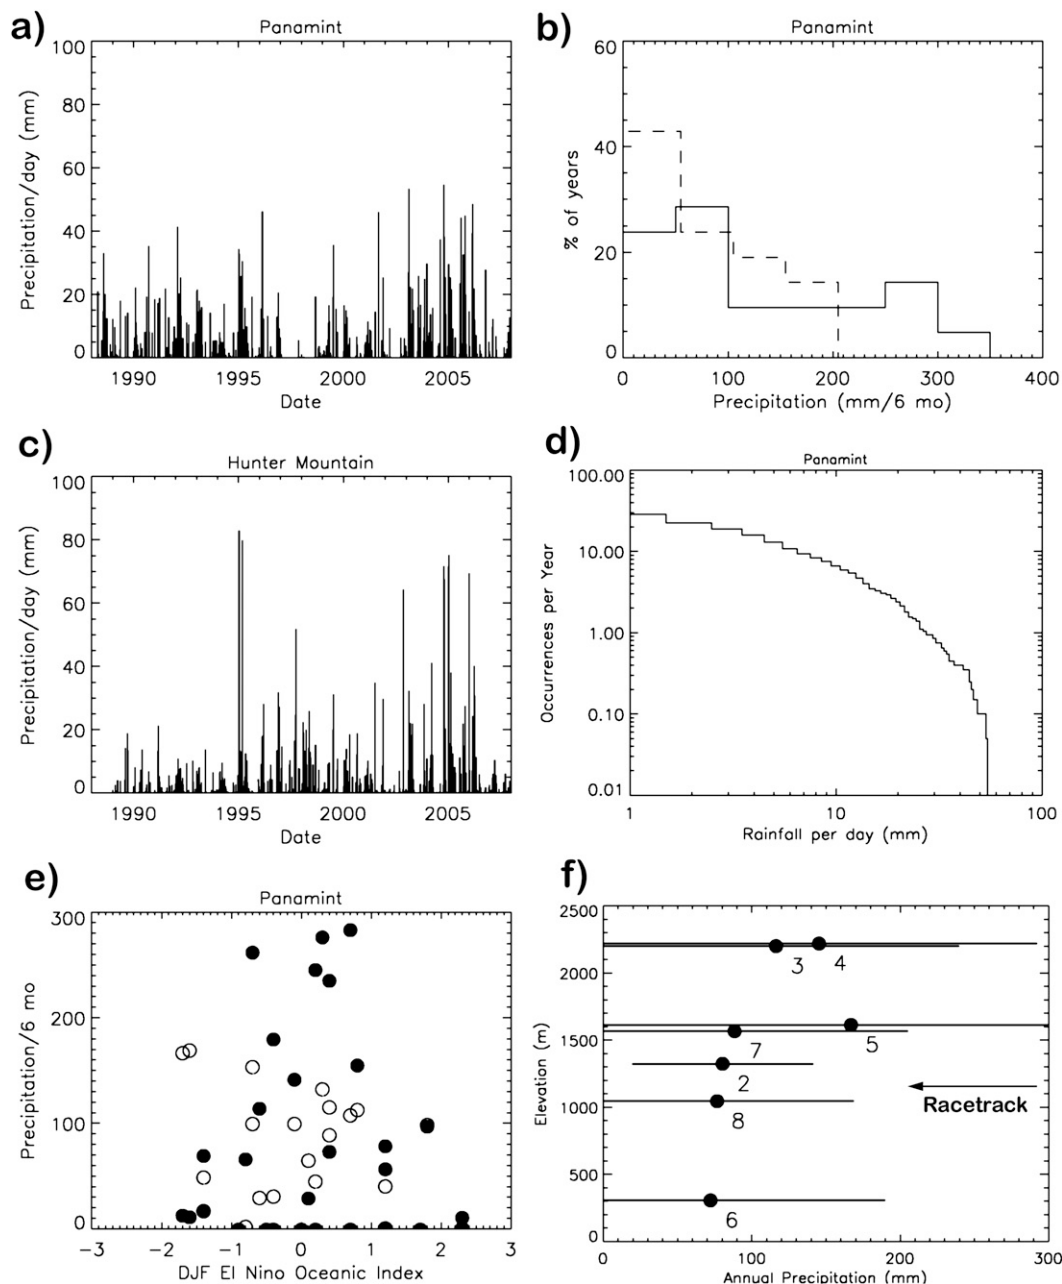 a)
Panamint
Precipitation/day (mm)
100
80
60
40
20
0
1990 1995 2000 2005
Date
b)
Panamint
% of years
60
40
20
0
0 100 200 300 400
Precipitation (mm/6 mo)
c)
Hunter Mountain
Precipitation/day (mm)
100
80
60
40
20
0
1990 1995 2000 2005
Date
d)
Panamint
Occurrences per Year
100.00
10.00
1.00
0.10
0.01
1 10 100
Rainfall per day (mm)
e)
Panamint
Precipitation/6 mo
300
200
100
0
−3 −2 −1 0 1 2 3
DJF El Nino Oceanic Index
f)
Elevation (m)
2500
2000
1500
1000
500
0
3 4
5
7
2
8
6
Racetrack
0 100 200 300
Annual Precipitation (mm)